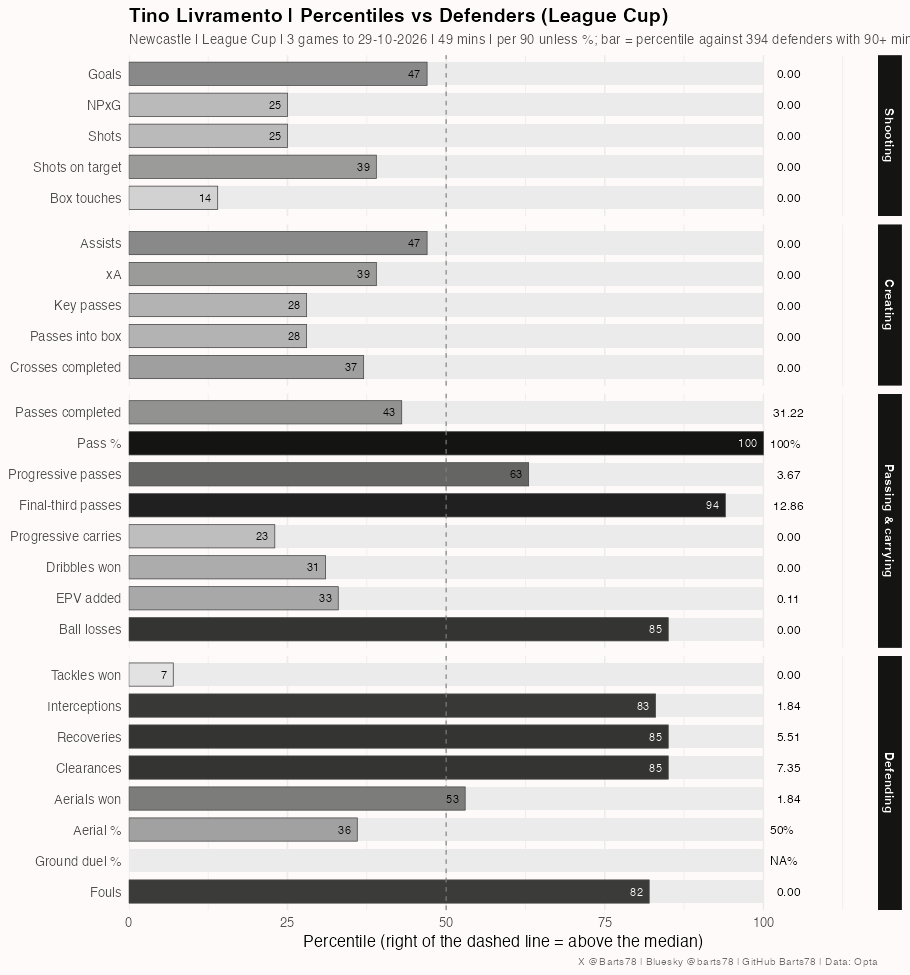 Tino Livramento | Percentiles vs Defenders (League Cup)
Newcastle | League Cup | 3 games to 29-10-2026 | 49 mins | per 90 unless %; bar = percentile against 394 defenders with 90+ min
Shooting
Goals 47 0.00
NPxG 25 0.00
Shots 25 0.00
Shots on target 39 0.00
Box touches 14 0.00
Creating
Assists 47 0.00
xA 39 0.00
Key passes 28 0.00
Passes into box 28 0.00
Crosses completed 37 0.00
Passing & carrying
Passes completed 43 31.22
Pass % 100 100%
Progressive passes 63 3.67
Final-third passes 94 12.86
Progressive carries 23 0.00
Dribbles won 31 0.00
EPV added 33 0.11
Ball losses 85 0.00
Defending
Tackles won 7 0.00
Interceptions 83 1.84
Recoveries 85 5.51
Clearances 85 7.35
Aerials won 53 1.84
Aerial % 36 50%
Ground duel % NA%
Fouls 82 0.00
0 25 50 75 100
Percentile (right of the dashed line = above the median)
X @Barts78 | Bluesky @barts78 | GitHub Barts78 | Data: Opta